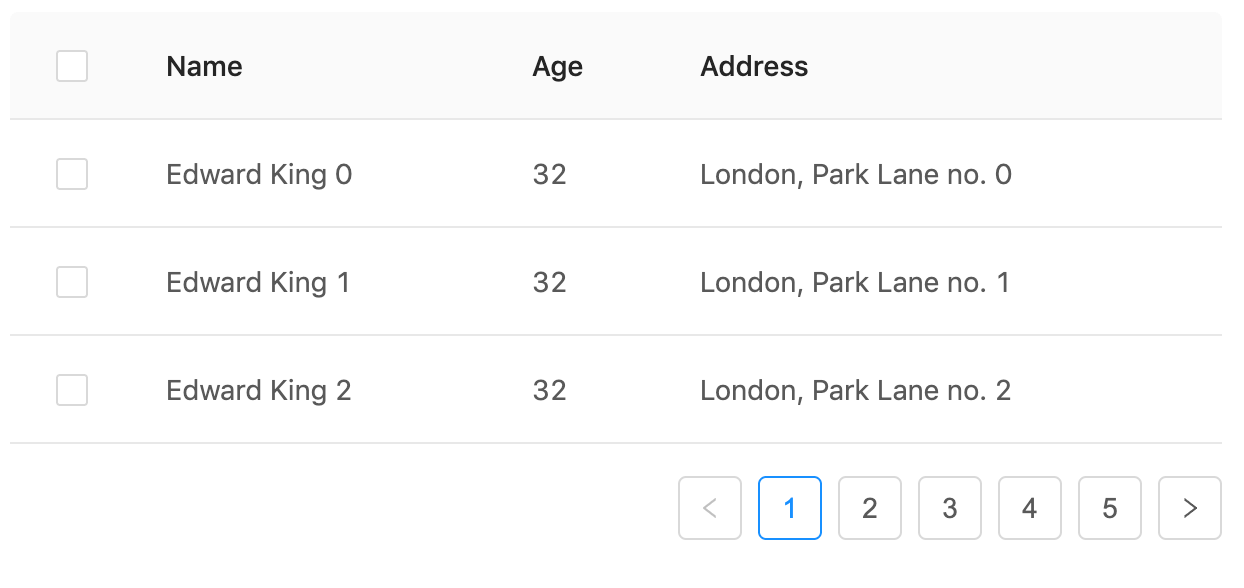 Name Age Address
Edward King 0 32 London, Park Lane no. 0
Edward King 1 32 London, Park Lane no. 1
Edward King 2 32 London, Park Lane no. 2
< 1 2 3 4 5 >